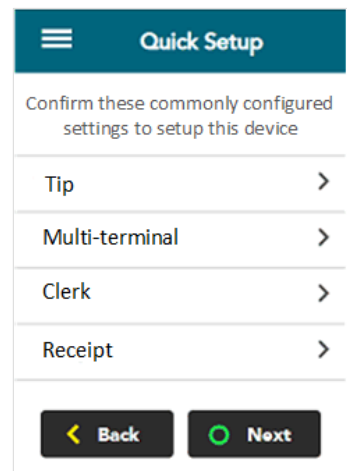 Quick Setup
Confirm these commonly configured
settings to setup this device
Tip
Multi-terminal
Clerk
Receipt
Back
Next